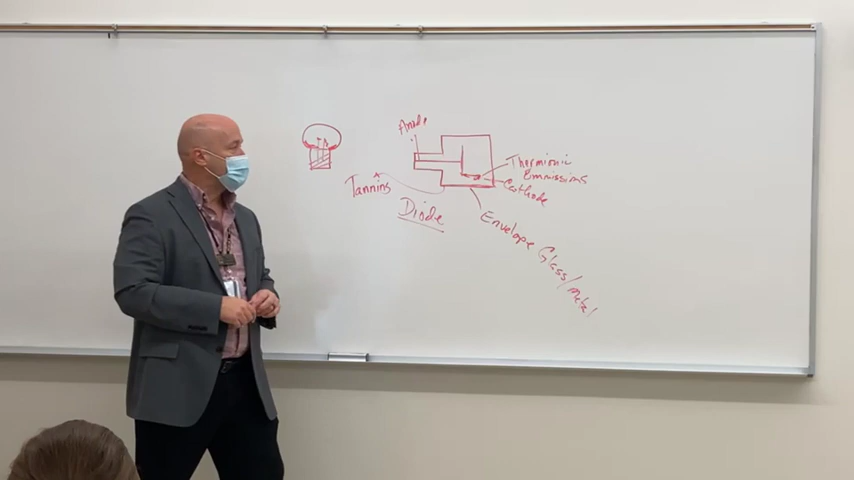 Anode
Thermionic
Emmissions
Cathode
Tannins
Diode
Envelope Glass/metal